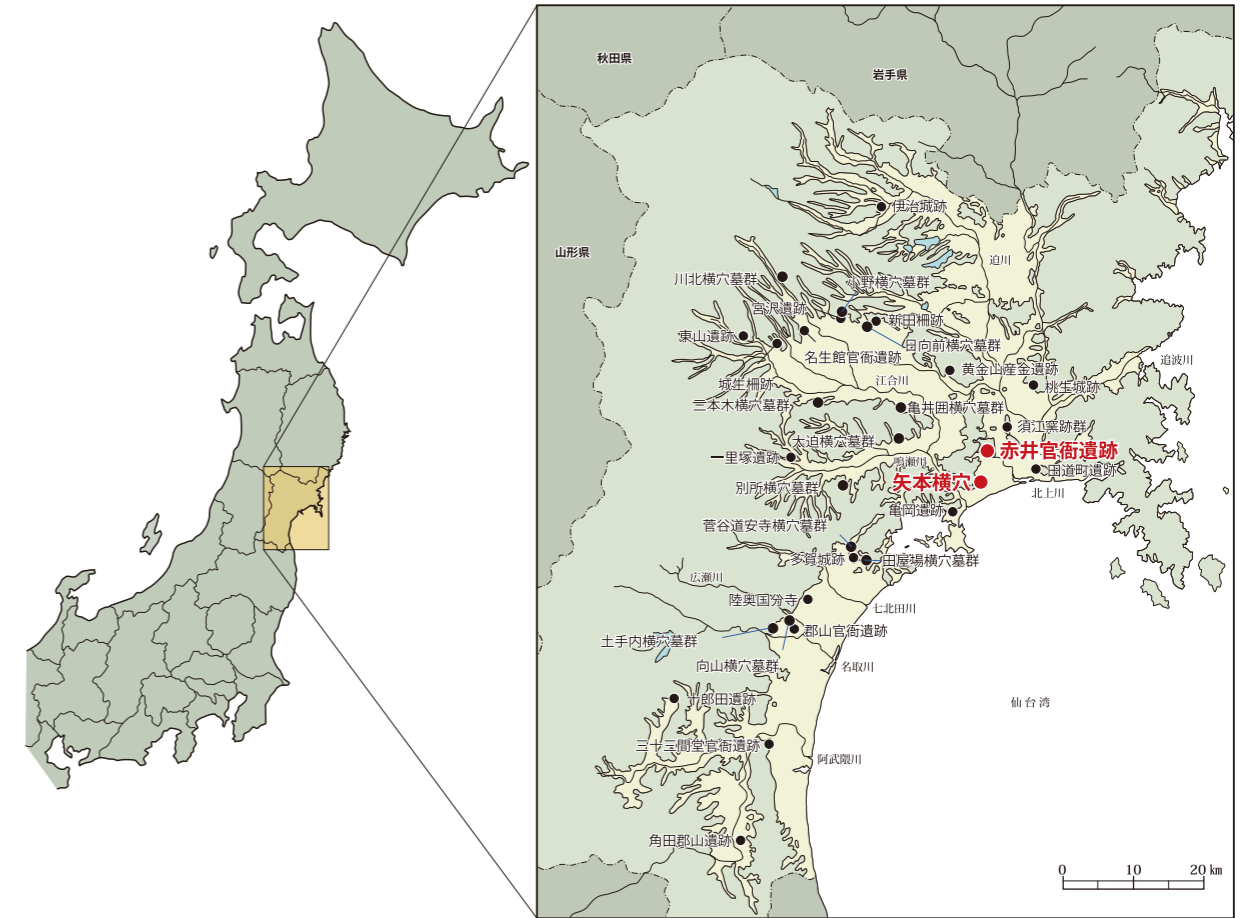 秋田県
岩手県
伊治城跡
山形県
迫川
川北横穴墓群
小野横穴墓群
宮沢遺跡
新田柵跡
東山遺跡
日向前横穴墓群
名生館官衙遺跡
追波川
黄金山産金遺跡
城生柵跡
江合川
桃生城跡
三本木横穴墓群
亀井囲横穴墓群
須江窯跡群
大迫横穴墓群
赤井官衙遺跡
一里塚遺跡
鳴瀬川
田道町遺跡
矢本横穴
別所横穴墓群
北上川
亀岡遺跡
菅谷道安寺横穴墓群
多賀城跡
田屋場横穴墓群
広瀬川
陸奥国分寺
七北田川
郡山官衙遺跡
土手内横穴墓群
向山横穴墓群
名取川
十郎田遺跡
仙台湾
三十三間堂官衙遺跡
阿武隈川
角田郡山遺跡
0 10 20 km